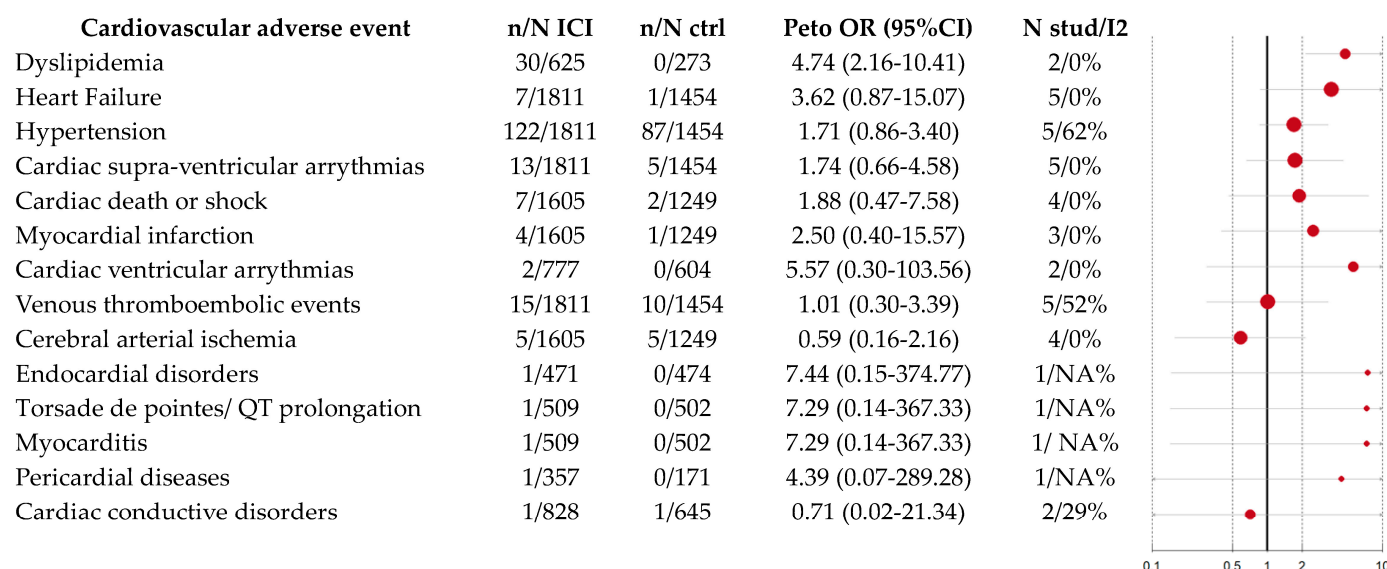 Cardiovascular adverse event n/N ICI n/N ctrl Peto OR (95%CI) N stud/I2
Dyslipidemia 30/625 0/273 4.74 (2.16-10.41) 2/0%
Heart Failure 7/1811 1/1454 3.62 (0.87-15.07) 5/0%
Hypertension 122/1811 87/1454 1.71 (0.86-3.40) 5/62%
Cardiac supra-ventricular arrythmias 13/1811 5/1454 1.74 (0.66-4.58) 5/0%
Cardiac death or shock 7/1605 2/1249 1.88 (0.47-7.58) 4/0%
Myocardial infarction 4/1605 1/1249 2.50 (0.40-15.57) 3/0%
Cardiac ventricular arrythmias 2/777 0/604 5.57 (0.30-103.56) 2/0%
Venous thromboembolic events 15/1811 10/1454 1.01 (0.30-3.39) 5/52%
Cerebral arterial ischemia 5/1605 5/1249 0.59 (0.16-2.16) 4/0%
Endocardial disorders 1/471 0/474 7.44 (0.15-374.77) 1/NA%
Torsade de pointes/ QT prolongation 1/509 0/502 7.29 (0.14-367.33) 1/NA%
Myocarditis 1/509 0/502 7.29 (0.14-367.33) 1/ NA%
Pericardial diseases 1/357 0/171 4.39 (0.07-289.28) 1/NA%
Cardiac conductive disorders 1/828 1/645 0.71 (0.02-21.34) 2/29%
0.1 0.5 1 2 10